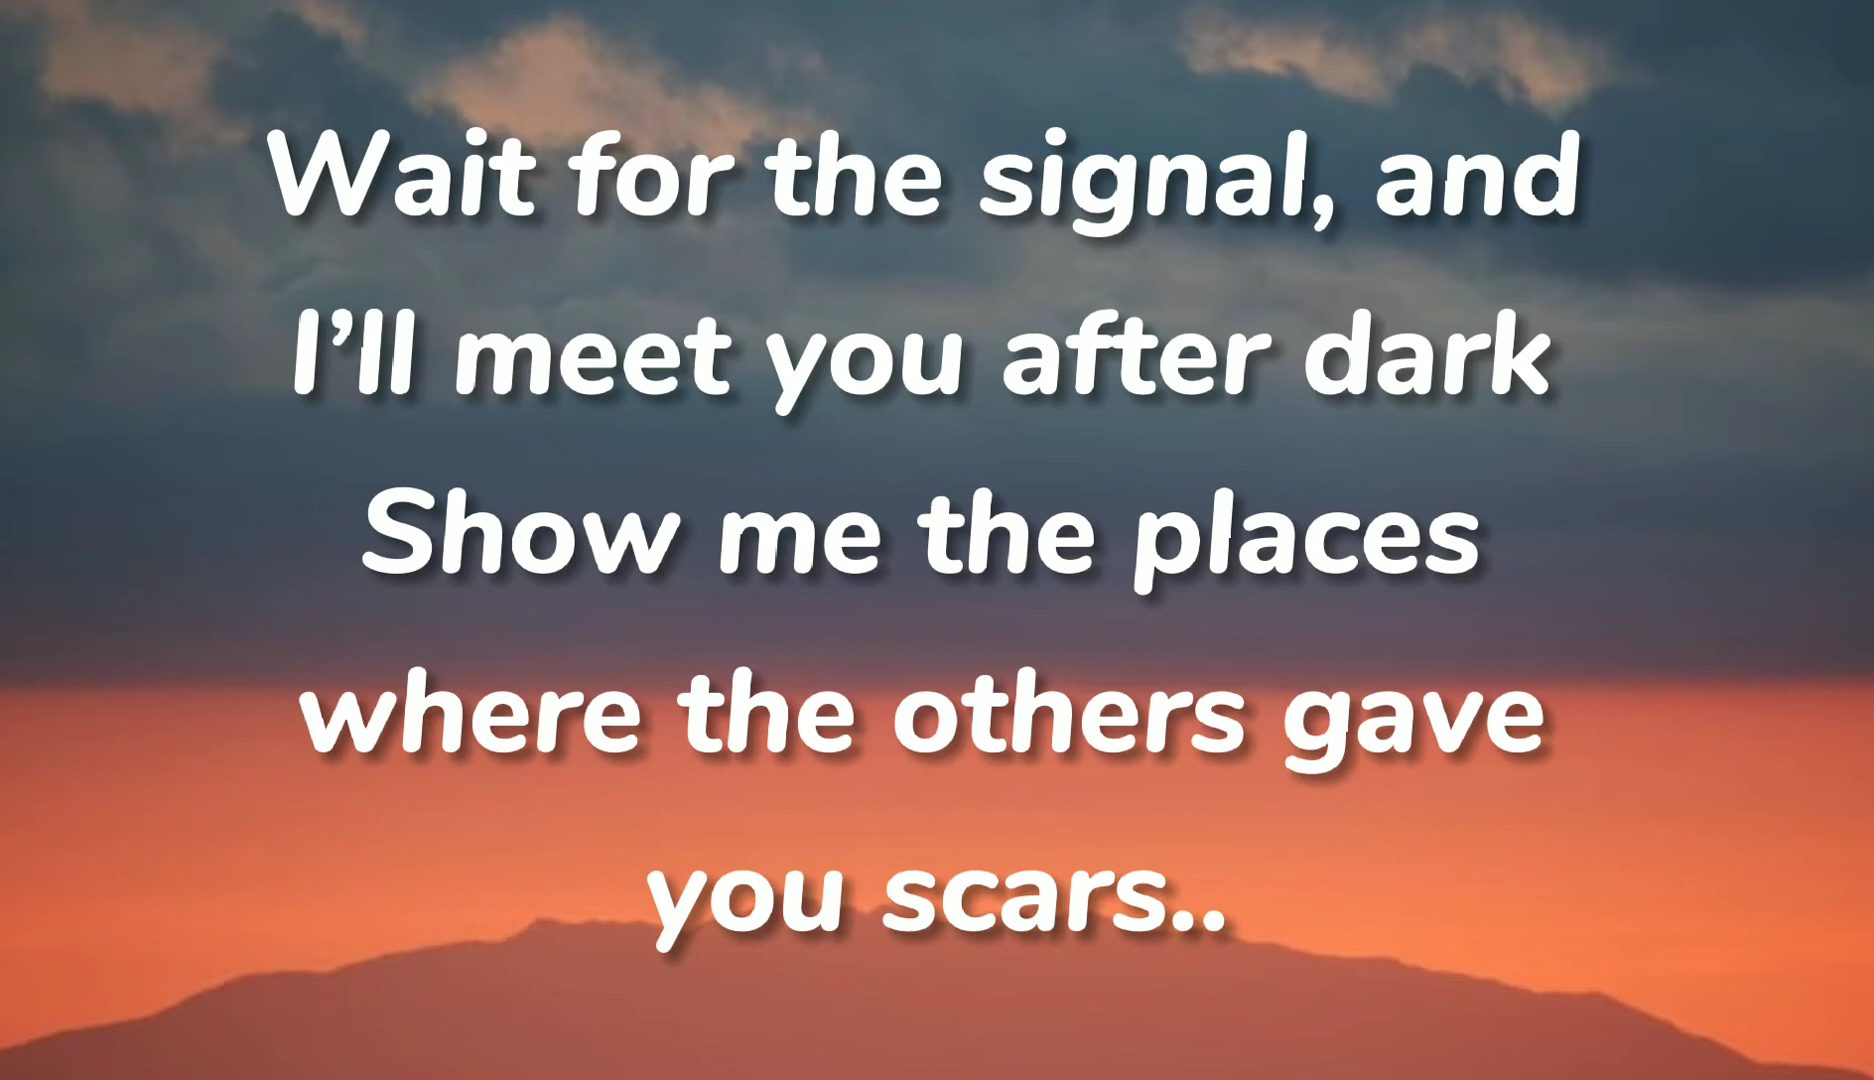 Wait for the signal, and
I’ll meet you after dark
Show me the places
where the others gave
you scars..